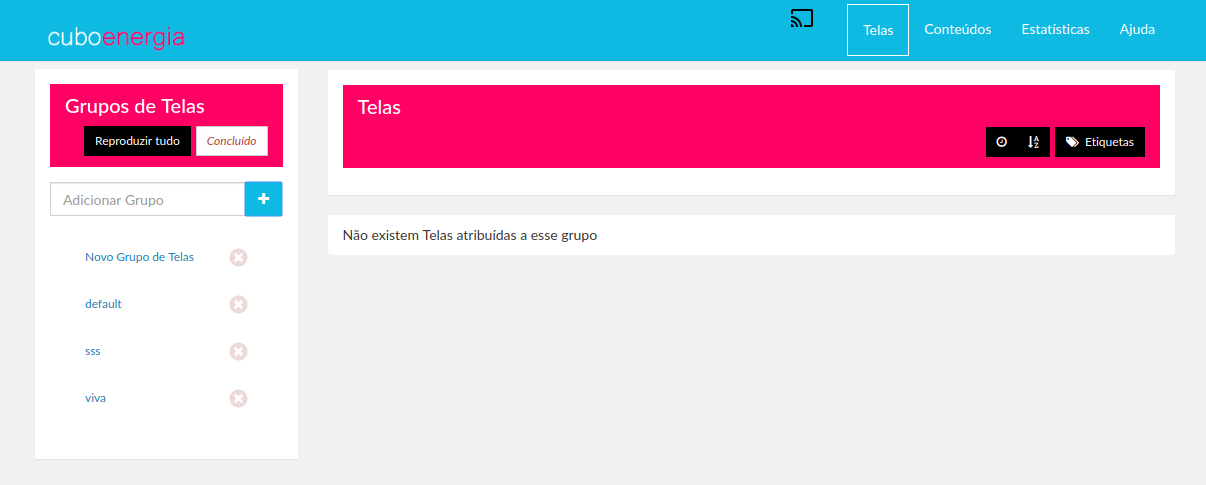 cuboenergia
Telas
Conteúdos
Estatísticas
Ajuda
Grupos de Telas
Reproduzir tudo
Concluído
Adicionar Grupo
Novo Grupo de Telas
default
sss
viva
Telas
Etiquetas
Não existem Telas atribuídas a esse grupo